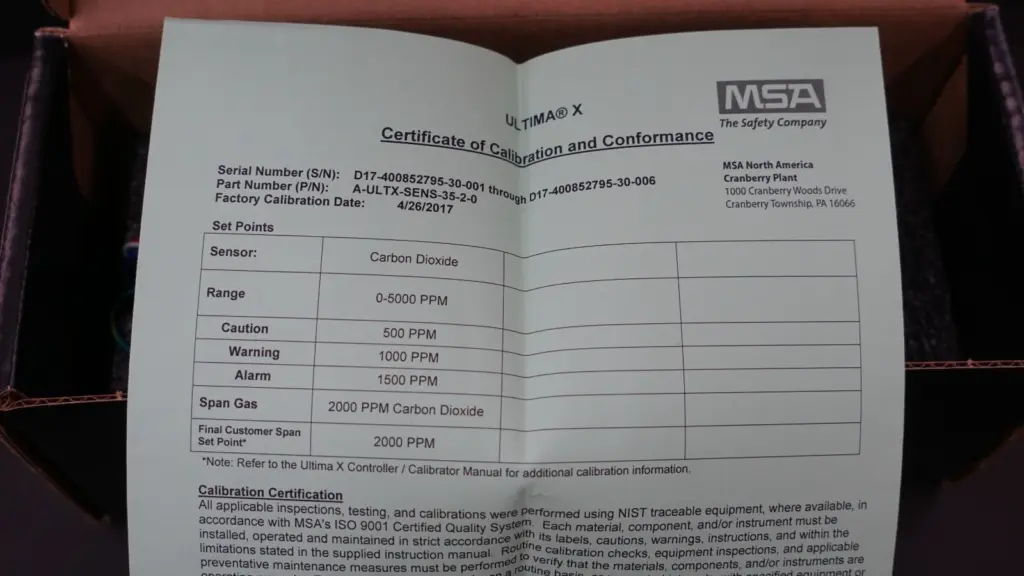 ULTIMA® X
MSA
The Safety Company
Certificate of Calibration and Conformance
Serial Number (S/N): D17-400852795-30-001 through D17-400852795-30-006
Part Number (P/N): A-ULTX-SENS-35-2-0
Factory Calibration Date: 4/26/2017
MSA North America
Cranberry Plant
1000 Cranberry Woods Drive
Cranberry Township, PA 16066
Set Points
Sensor: Carbon Dioxide
Range 0-5000 PPM
Caution 500 PPM
Warning 1000 PPM
Alarm 1500 PPM
Span Gas 2000 PPM Carbon Dioxide
Final Customer Span
Set Point* 2000 PPM
*Note: Refer to the Ultima X Controller / Calibrator Manual for additional calibration information.
Calibration Certification
All applicable inspections, testing, and calibrations were performed using NIST traceable equipment, where available, in
accordance with MSA's ISO 9001 Certified Quality System. Each material, component, and/or instrument must be
installed, operated and maintained in strict accordance with its labels, cautions, warnings, instructions, and within the
limitations stated in the supplied instruction manual. Routine calibration checks, equipment inspections, and applicable
preventative maintenance measures must be performed to verify that the materials, components, and/or instruments are
on a routine basis. with specified equipment or